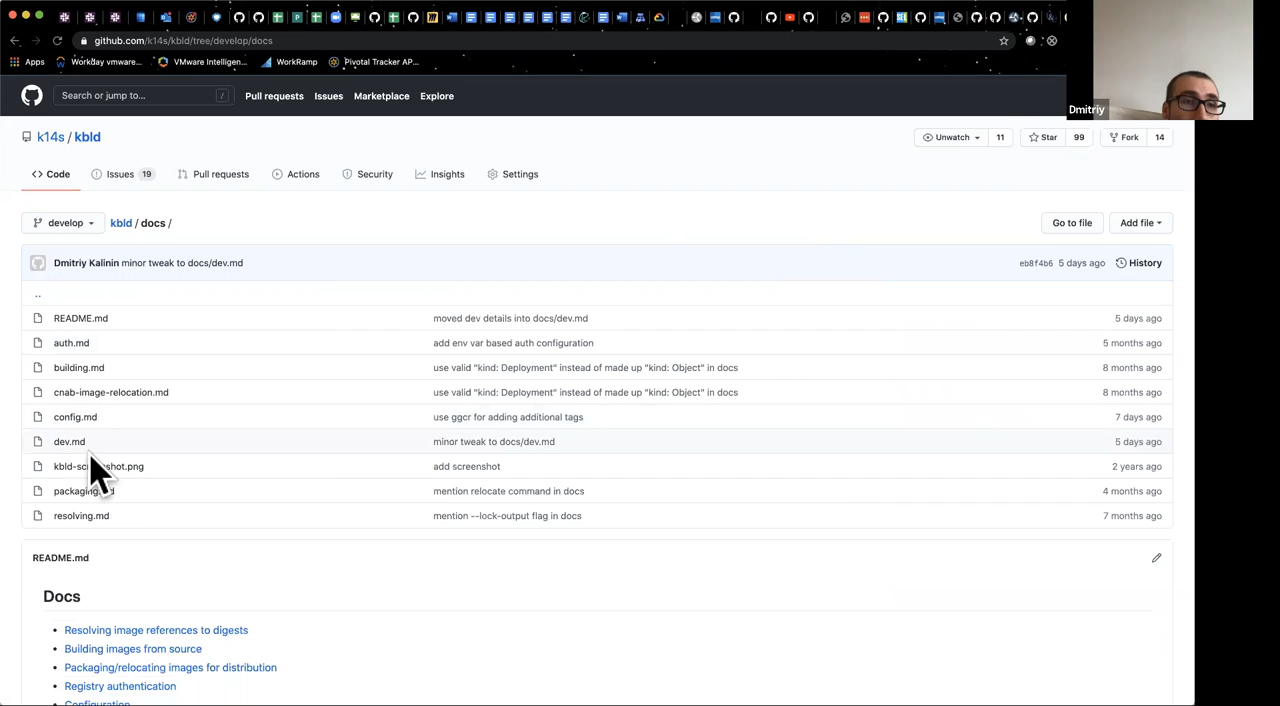 github.com/k14s/kbld/tree/develop/docs
Apps Workday vmware... VMware Intelligen... WorkRamp Pivotal Tracker AP...
Dmitriy
Search or jump to... / Pull requests Issues Marketplace Explore
k14s / kbld Unwatch 11 Star 99 Fork 14
<> Code Issues 19 Pull requests Actions Security Insights Settings
develop kbld / docs / Go to file Add file
Dmitriy Kalinin minor tweak to docs/dev.md eb8f4b6 5 days ago History
..
README.md moved dev details into docs/dev.md 5 days ago
auth.md add env var based auth configuration 5 months ago
building.md use valid "kind: Deployment" instead of made up "kind: Object" in docs 8 months ago
cnab-image-relocation.md use valid "kind: Deployment" instead of made up "kind: Object" in docs 8 months ago
config.md use ggcr for adding additional tags 7 days ago
dev.md minor tweak to docs/dev.md 5 days ago
kbld-screenshot.png add screenshot 2 years ago
packaging.md mention relocate command in docs 4 months ago
resolving.md mention --lock-output flag in docs 7 months ago
README.md
Docs
• Resolving image references to digests
• Building images from source
• Packaging/relocating images for distribution
• Registry authentication
• Configuration